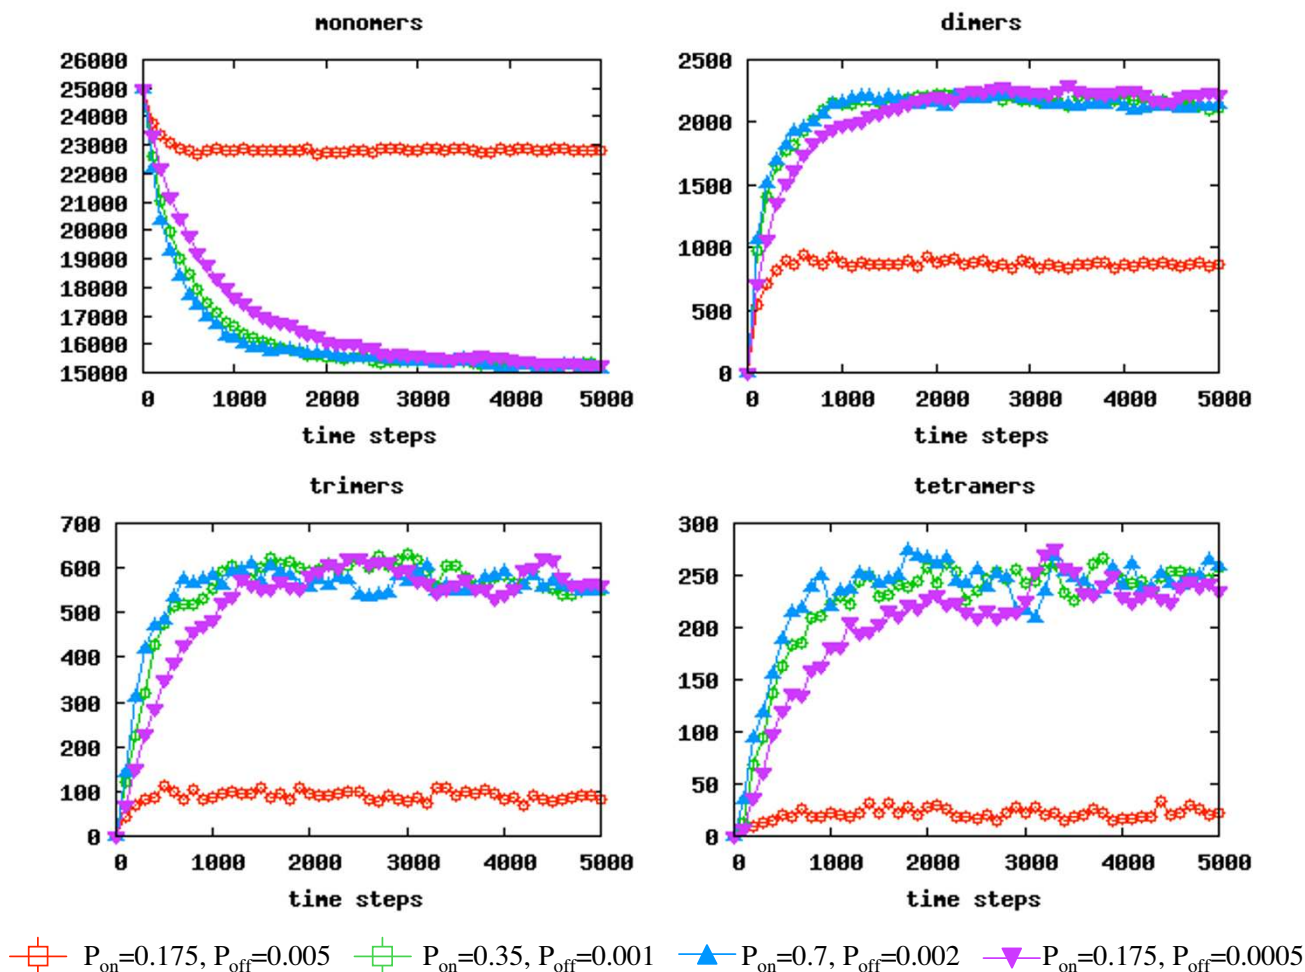 monomers
26000
25000
24000
23000
22000
21000
20000
19000
18000
17000
16000
15000
0 1000 2000 3000 4000 5000
time steps
dimers
2500
2000
1500
1000
500
0
0 1000 2000 3000 4000 5000
time steps
trimers
700
600
500
400
300
200
100
0
0 1000 2000 3000 4000 5000
time steps
tetramers
300
250
200
150
100
50
0
0 1000 2000 3000 4000 5000
time steps
Pon=0.175, Poff=0.005 Pon=0.35, Poff=0.001 Pon=0.7, Poff=0.002 Pon=0.175, Poff=0.0005